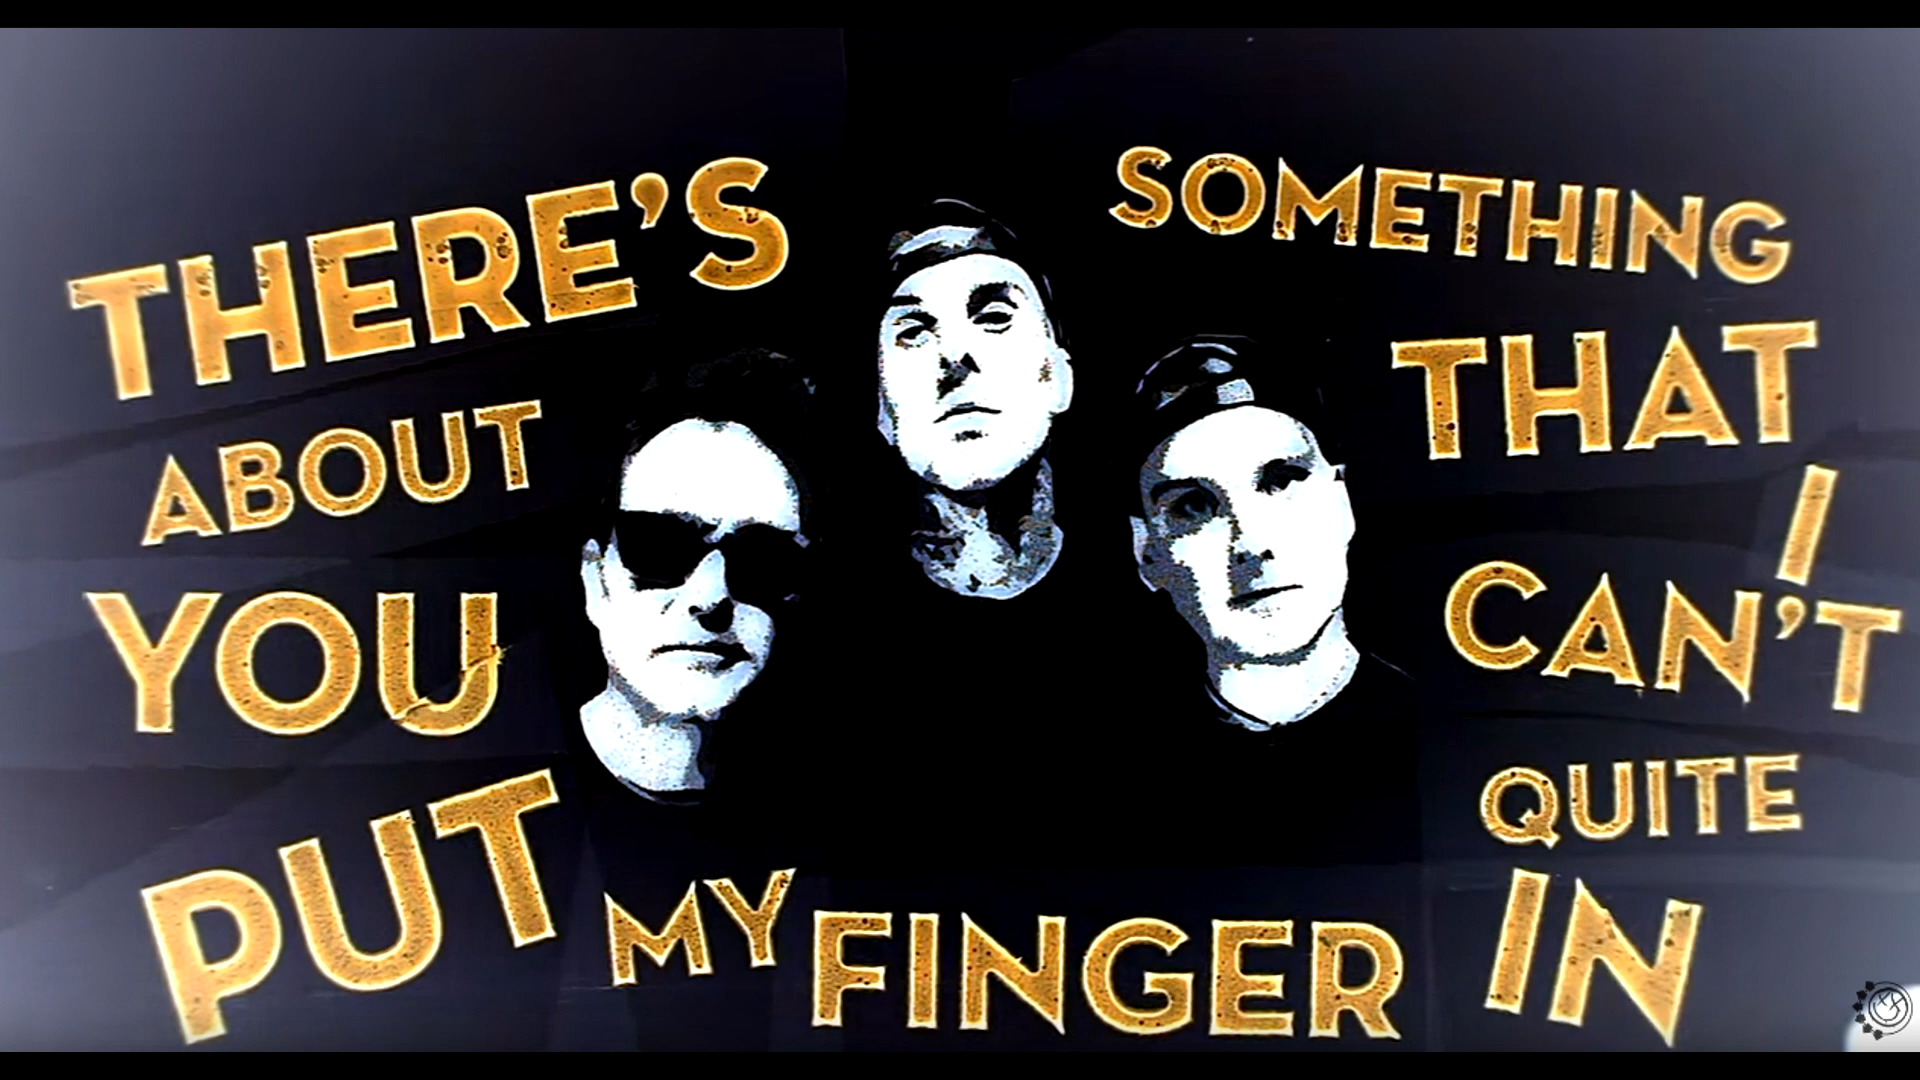 THERE'S SOMETHING
ABOUT THAT
YOU I
CAN'T
PUT QUITE
MY FINGER IN